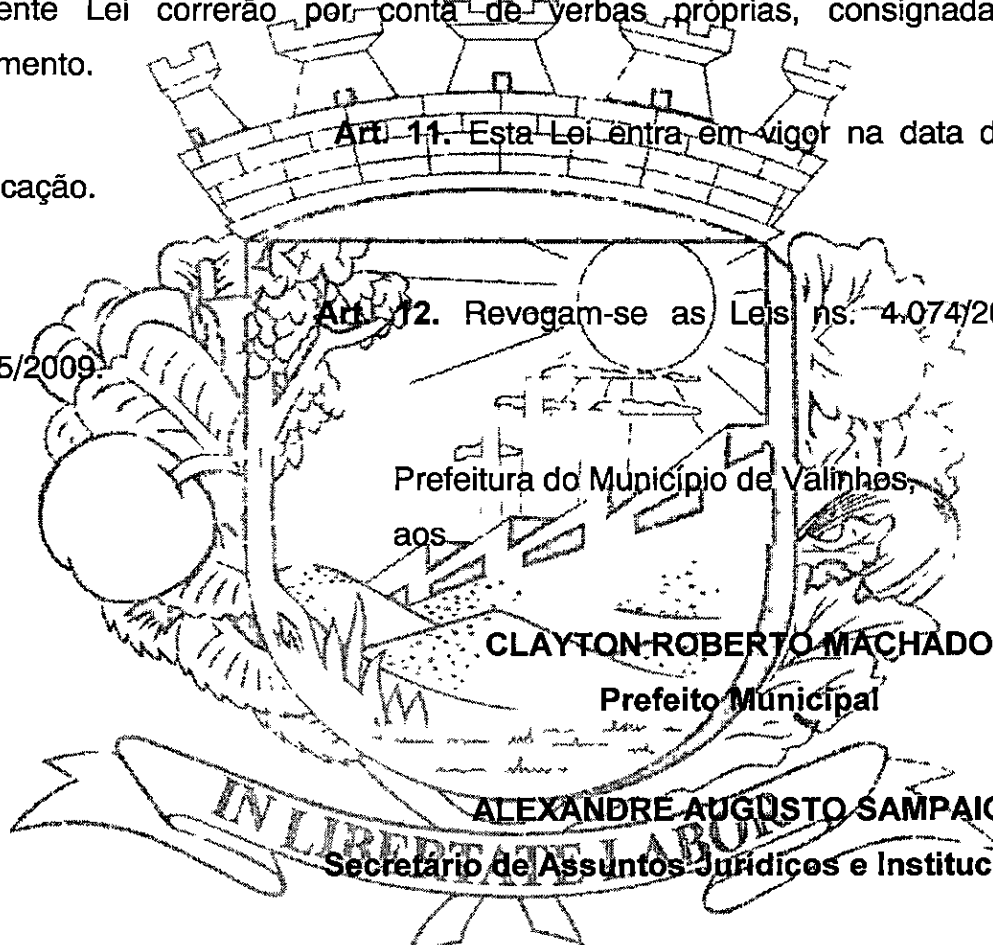 ente Lei correrão por conta de verbas próprias, consignada
mento.
Art. 11. Esta Lei entra em vigor na data d
cação.
Art. 12. Revogam-se as Leis ns. 4.074/20
5/2009.
Prefeitura do Município de Valinhos,
aos
CLAYTON ROBERTO MACHADO
Prefeito Municipal
ALEXANDRE AUGUSTO SAMPAIO
Secretário de Assuntos Jurídicos e Instituc
IN LIBERTATE LABOR